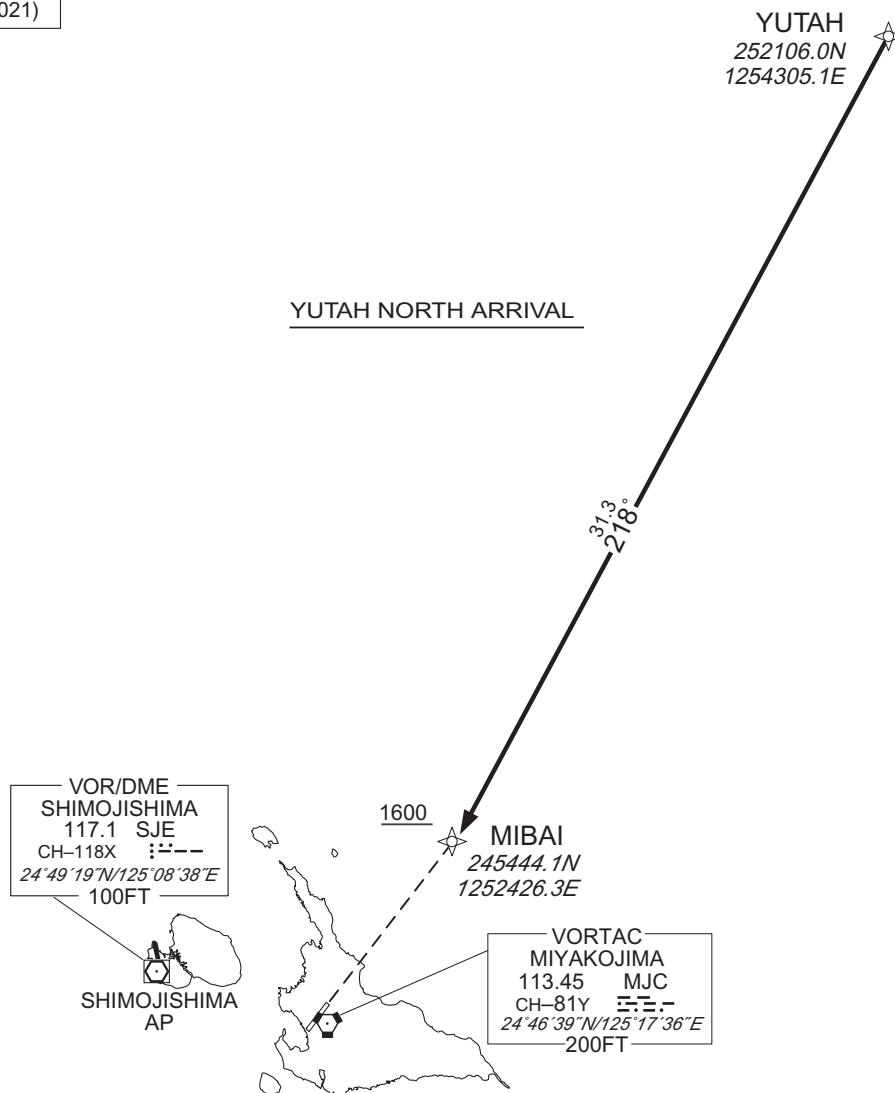 021)
YUTAH
252106.0N
1254305.1E
YUTAH NORTH ARRIVAL
31.3
218°
1600
MIBAI
245444.1N
1252426.3E
VOR/DME
SHIMOJISHIMA
117.1 SJE
CH–118X
24°49´19˝N/125°08´38˝E
100FT
SHIMOJISHIMA
AP
VORTAC
MIYAKOJIMA
113.45 MJC
CH–81Y
24°46´39˝N/125°17´36˝E
200FT